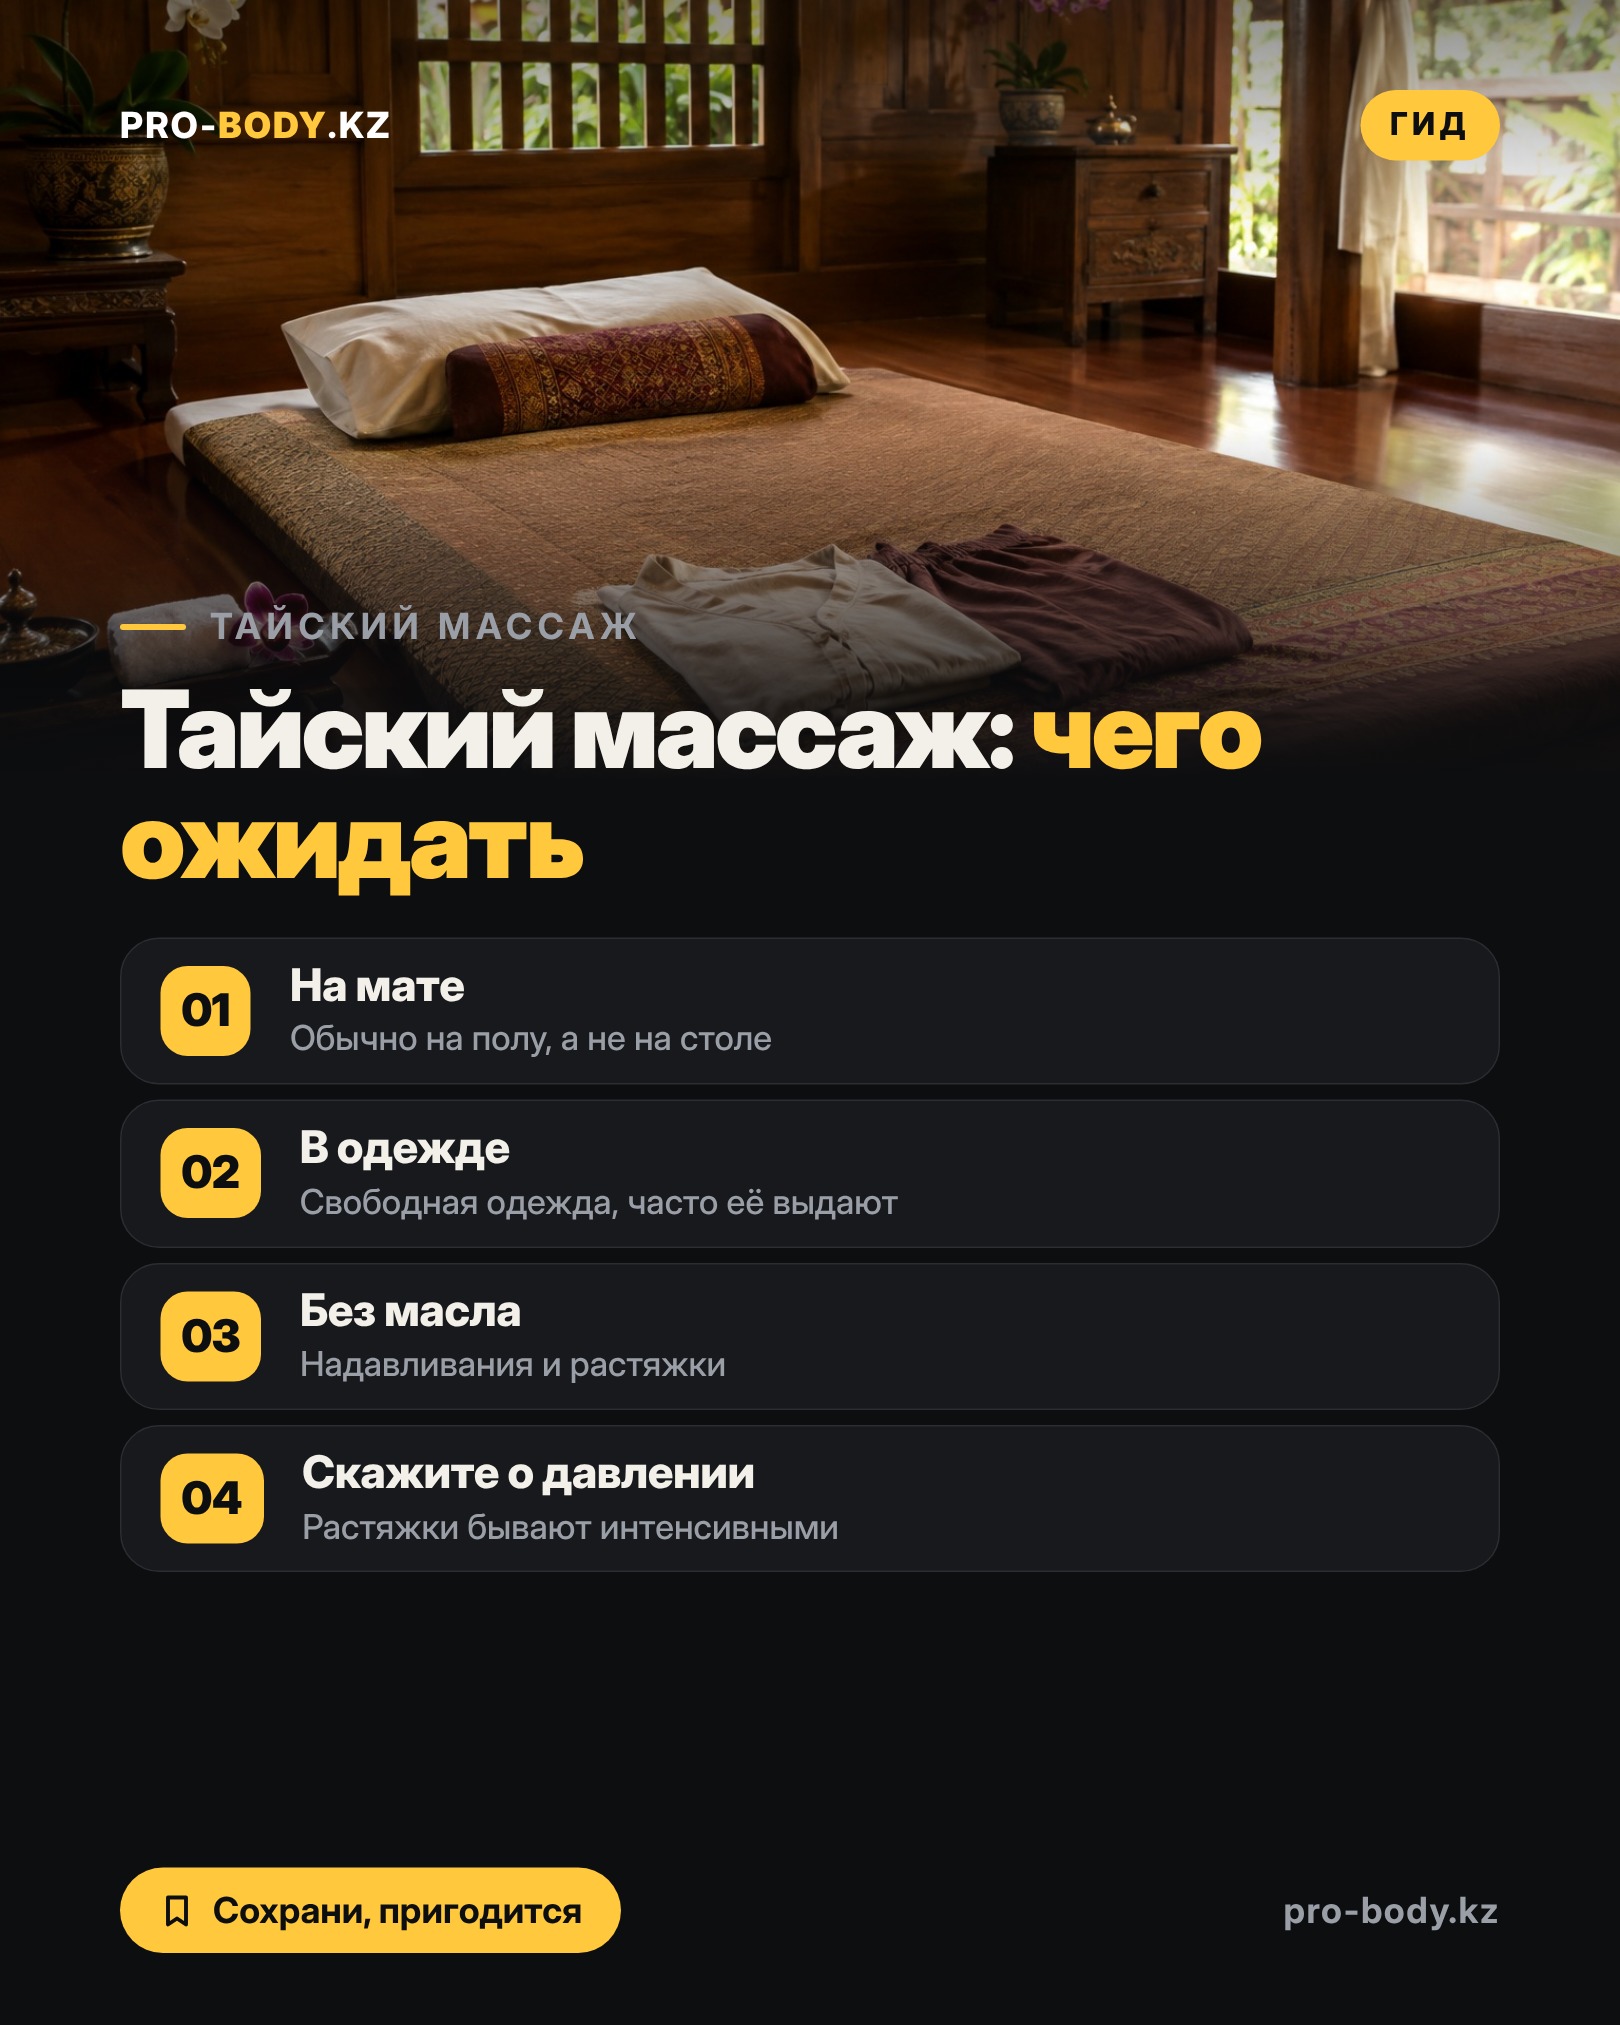 PRO-BODY.KZ
ГИД
ТАЙСКИЙ МАССАЖ
Тайский массаж: чего
ожидать
01
На мате
Обычно на полу, а не на столе
02
В одежде
Свободная одежда, часто её выдают
03
Без масла
Надавливания и растяжки
04
Скажите о давлении
Растяжки бывают интенсивными
Сохрани, пригодится
pro-body.kz